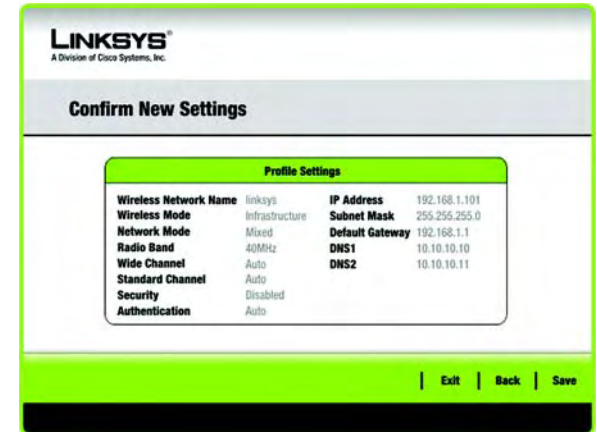 LINKSYS®
A Division of Cisco Systems, Inc.
Confirm New Settings
Profile Settings
Wireless Network Name linksys
Wireless Mode Infrastructure
Network Mode Mixed
Radio Band 40MHz
Wide Channel Auto
Standard Channel Auto
Security Disabled
Authentication Auto
IP Address 192.168.1.101
Subnet Mask 255.255.255.0
Default Gateway 192.168.1.1
DNS1 10.10.10.10
DNS2 10.10.10.11
Exit Back Save